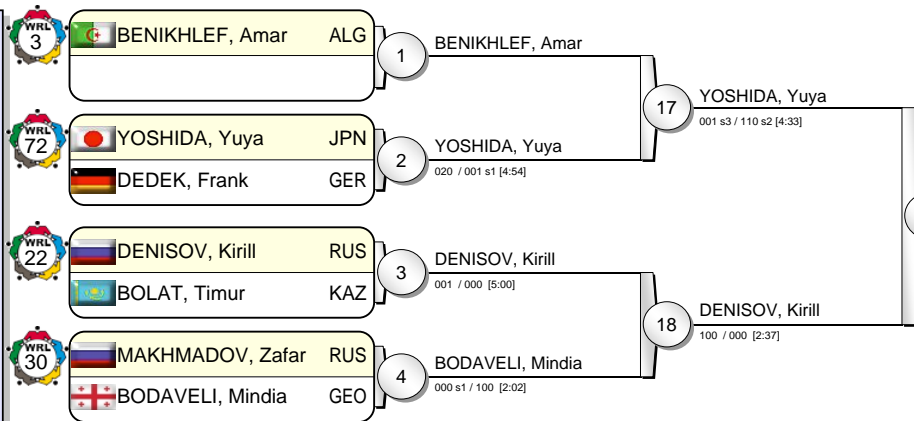 WRL
3
BENIKHLEF, Amar ALG
1
BENIKHLEF, Amar
17
YOSHIDA, Yuya
001 s3 / 110 s2 [4:33]
WRL
72
YOSHIDA, Yuya JPN
DEDEK, Frank GER
2
YOSHIDA, Yuya
020 / 001 s1 [4:54]
WRL
22
DENISOV, Kirill RUS
BOLAT, Timur KAZ
3
DENISOV, Kirill
001 / 000 [5:00]
18
DENISOV, Kirill
100 / 000 [2:37]
WRL
30
MAKHMADOV, Zafar RUS
BODAVELI, Mindia GEO
4
BODAVELI, Mindia
000 s1 / 100 [2:02]